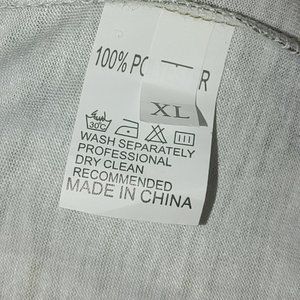 100% PO R
XL
30°C
WASH SEPARATELY
PROFESSIONAL
DRY CLEAN
RECOMMENDED
MADE IN CHINA